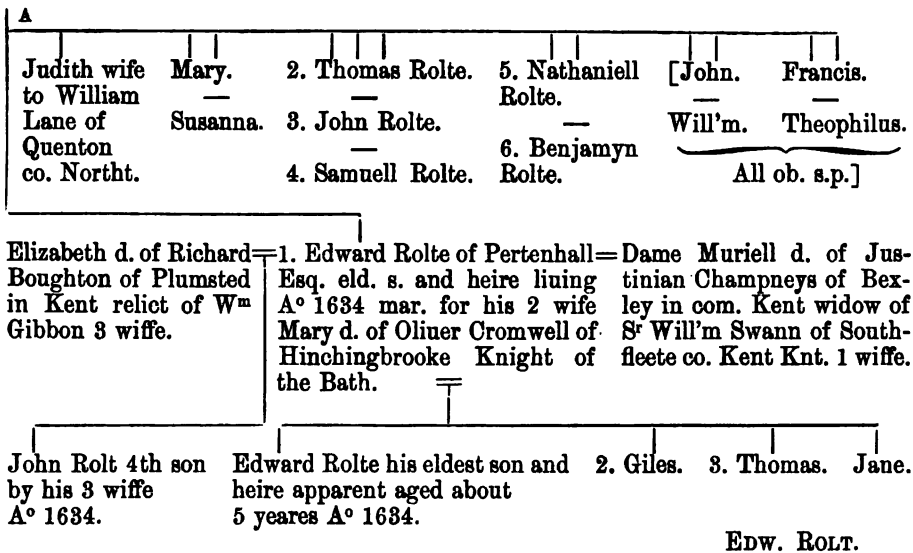 A
Judith wife
to William
Lane of
Quenton
co. Northt.
Mary.
—
Susanna.
2. Thomas Rolte.
—
3. John Rolte.
—
4. Samuell Rolte.
5. Nathaniell
Rolte.
—
6. Benjamyn
Rolte.
[John.
—
Will'm.
Francis.
—
Theophilus.
All ob. s.p.]
Elizabeth d. of Richard
Boughton of Plumsted
in Kent relict of Wm
Gibbon 3 wiffe.
1. Edward Rolte of Pertenhall
Esq. eld. s. and heire liuing
Ao 1634 mar. for his 2 wife
Mary d. of Oliuer Cromwell of
Hinchingbrooke Knight of
the Bath.
Dame Muriell d. of Jus-
tinian Champneys of Bex-
ley in com. Kent widow of
Sr Will'm Swann of South-
fleete co. Kent Knt. 1 wiffe.
John Rolt 4th son
by his 3 wiffe
Ao 1634.
Edward Rolte his eldest son and
heire apparent aged about
5 yeares Ao 1634.
2. Giles.
3. Thomas.
Jane.
EDW. ROLT.